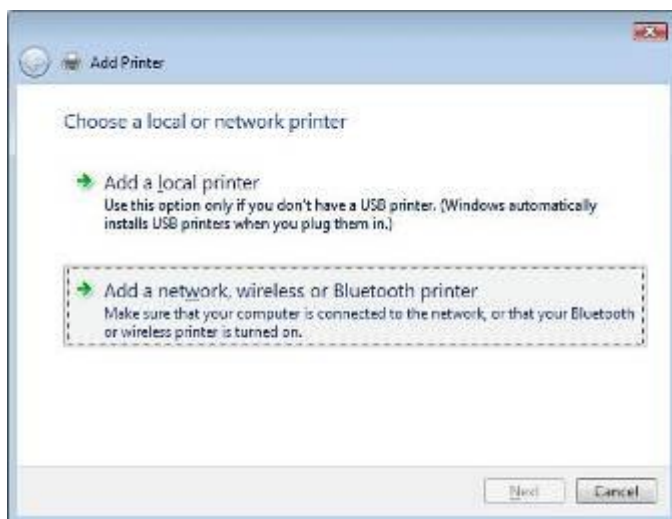 Add Printer
Choose a local or network printer
Add a local printer
Use this option only if you don't have a USB printer. (Windows automatically
installs USB printers when you plug them in.)
Add a network, wireless or Bluetooth printer
Make sure that your computer is connected to the network, or that your Bluetooth
or wireless printer is turned on.
Next Cancel